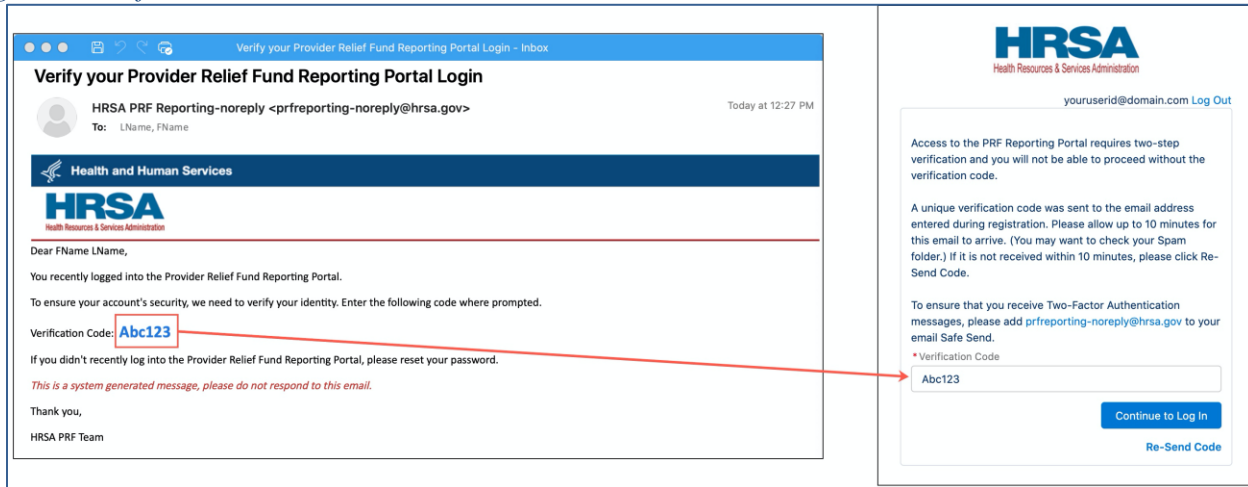 Verify your Provider Relief Fund Reporting Portal Login – Inbox
Verify your Provider Relief Fund Reporting Portal Login
HRSA PRF Reporting-noreply <prfreporting-noreply@hrsa.gov>
Today at 12:27 PM
To: LName, FName
Health and Human Services
HRSA
Health Resources & Services Administration
Dear FName LName,
You recently logged into the Provider Relief Fund Reporting Portal.
To ensure your account's security, we need to verify your identity. Enter the following code where prompted.
Verification Code: Abc123
If you didn't recently log into the Provider Relief Fund Reporting Portal, please reset your password.
This is a system generated message, please do not respond to this email.
Thank you,
HRSA PRF Team
HRSA
Health Resources & Services Administration
youruserid@domain.com Log Out
Access to the PRF Reporting Portal requires two-step
verification and you will not be able to proceed without the
verification code.
A unique verification code was sent to the email address
entered during registration. Please allow up to 10 minutes for
this email to arrive. (You may want to check your Spam
folder.) If it is not received within 10 minutes, please click Re-
Send Code.
To ensure that you receive Two-Factor Authentication
messages, please add prfreporting-noreply@hrsa.gov to your
email Safe Send.
* Verification Code
Abc123
Continue to Log In
Re-Send Code